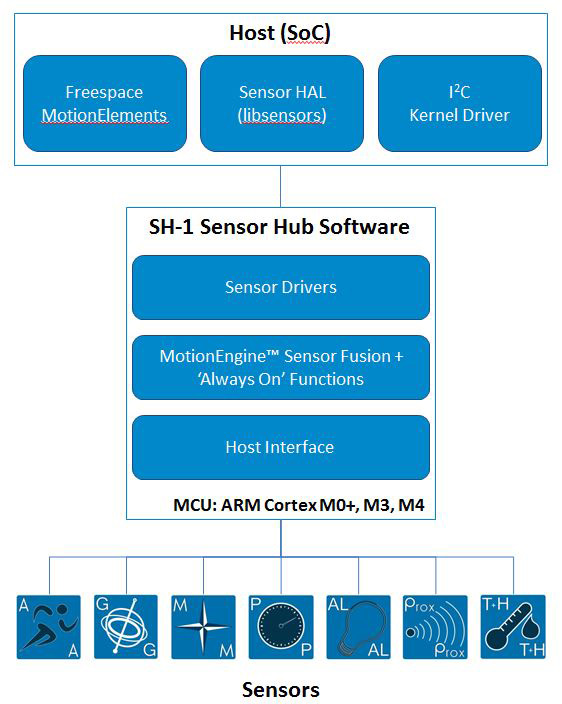 Host (SoC)
Freespace
MotionElements
Sensor HAL
(libsensors)
I²C
Kernel Driver
SH-1 Sensor Hub Software
Sensor Drivers
MotionEngine™ Sensor Fusion +
‘Always On’ Functions
Host Interface
MCU: ARM Cortex M0+, M3, M4
A
A
G
G
M
M
P
P
AL
AL
Prox
Prox
T+H
T+H
Sensors